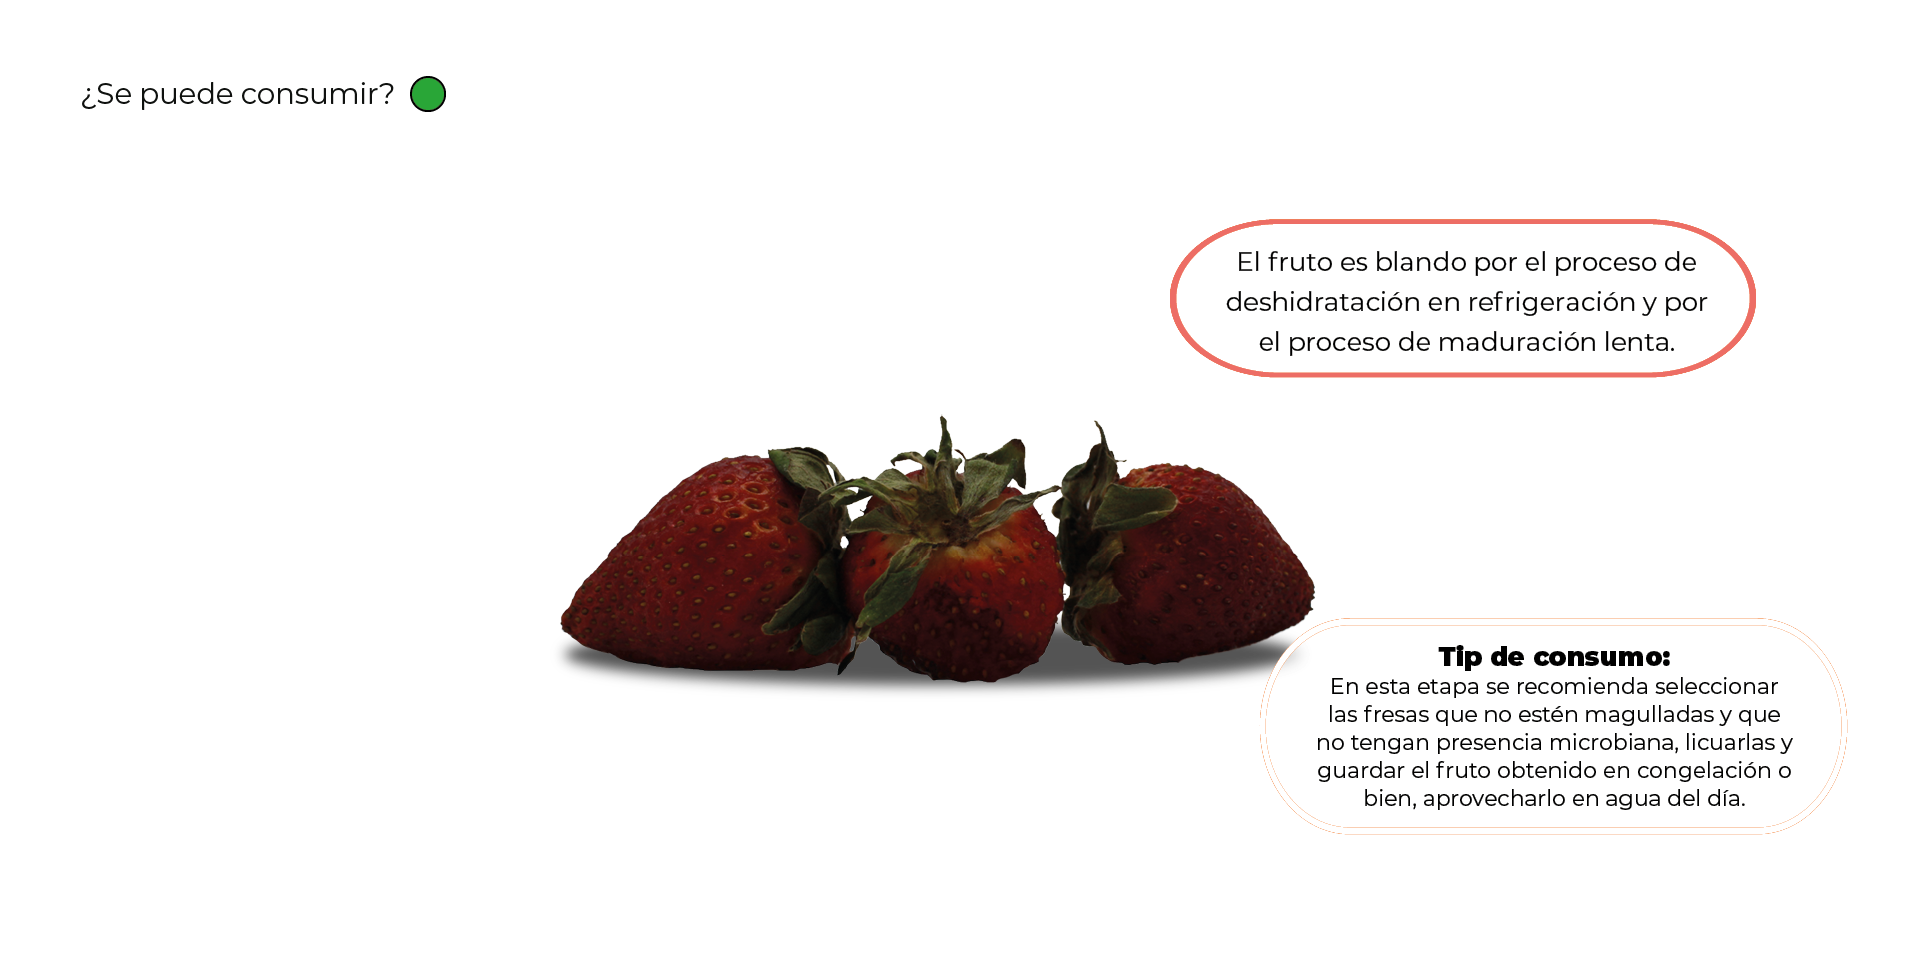 ¿Se puede consumir?
El fruto es blando por el proceso de
deshidratación en refrigeración y por
el proceso de maduración lenta.
Tip de consumo:
En esta etapa se recomienda seleccionar
las fresas que no estén magulladas y que
no tengan presencia microbiana, licuarlas y
guardar el fruto obtenido en congelación o
bien, aprovecharlo en agua del día.